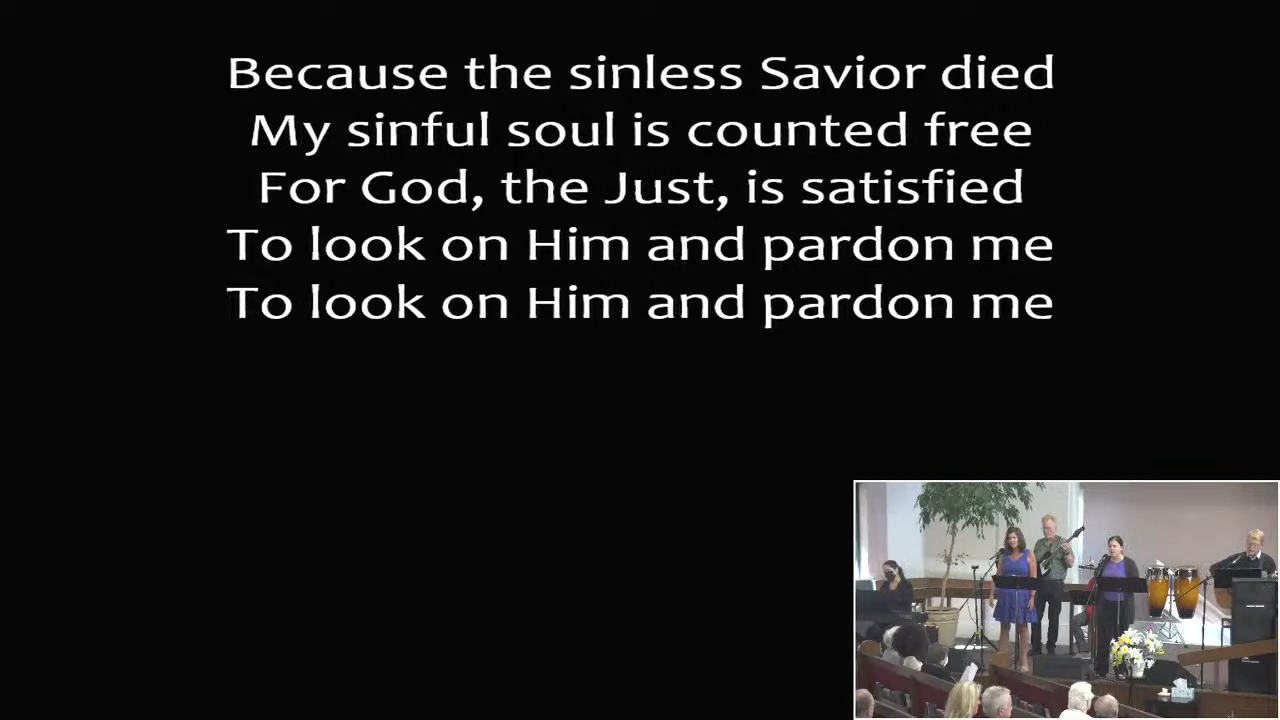 Because the sinless Savior died
My sinful soul is counted free
For God, the Just, is satisfied
To look on Him and pardon me
To look on Him and pardon me